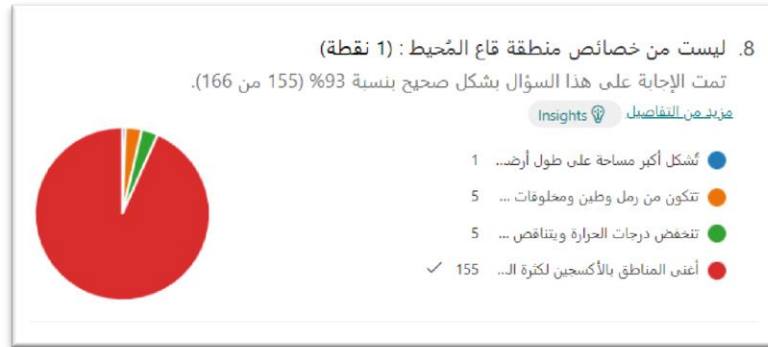 8. ليست من خصائص منطقة قاع المُحيط : (1 نقطة)
تمت الإجابة على هذا السؤال بشكل صحيح بنسبة 93% (155 من 166).
مزيد من التفاصيل Insights
تُشكل أكبر مساحة على طول أرضـ... 1
تتكون من رمل وطين ومخلوقات ... 5
تنخفض درجات الحرارة ويتناقص ... 5
أغنى المناطق بالأكسجين لكثرة الـ... 155